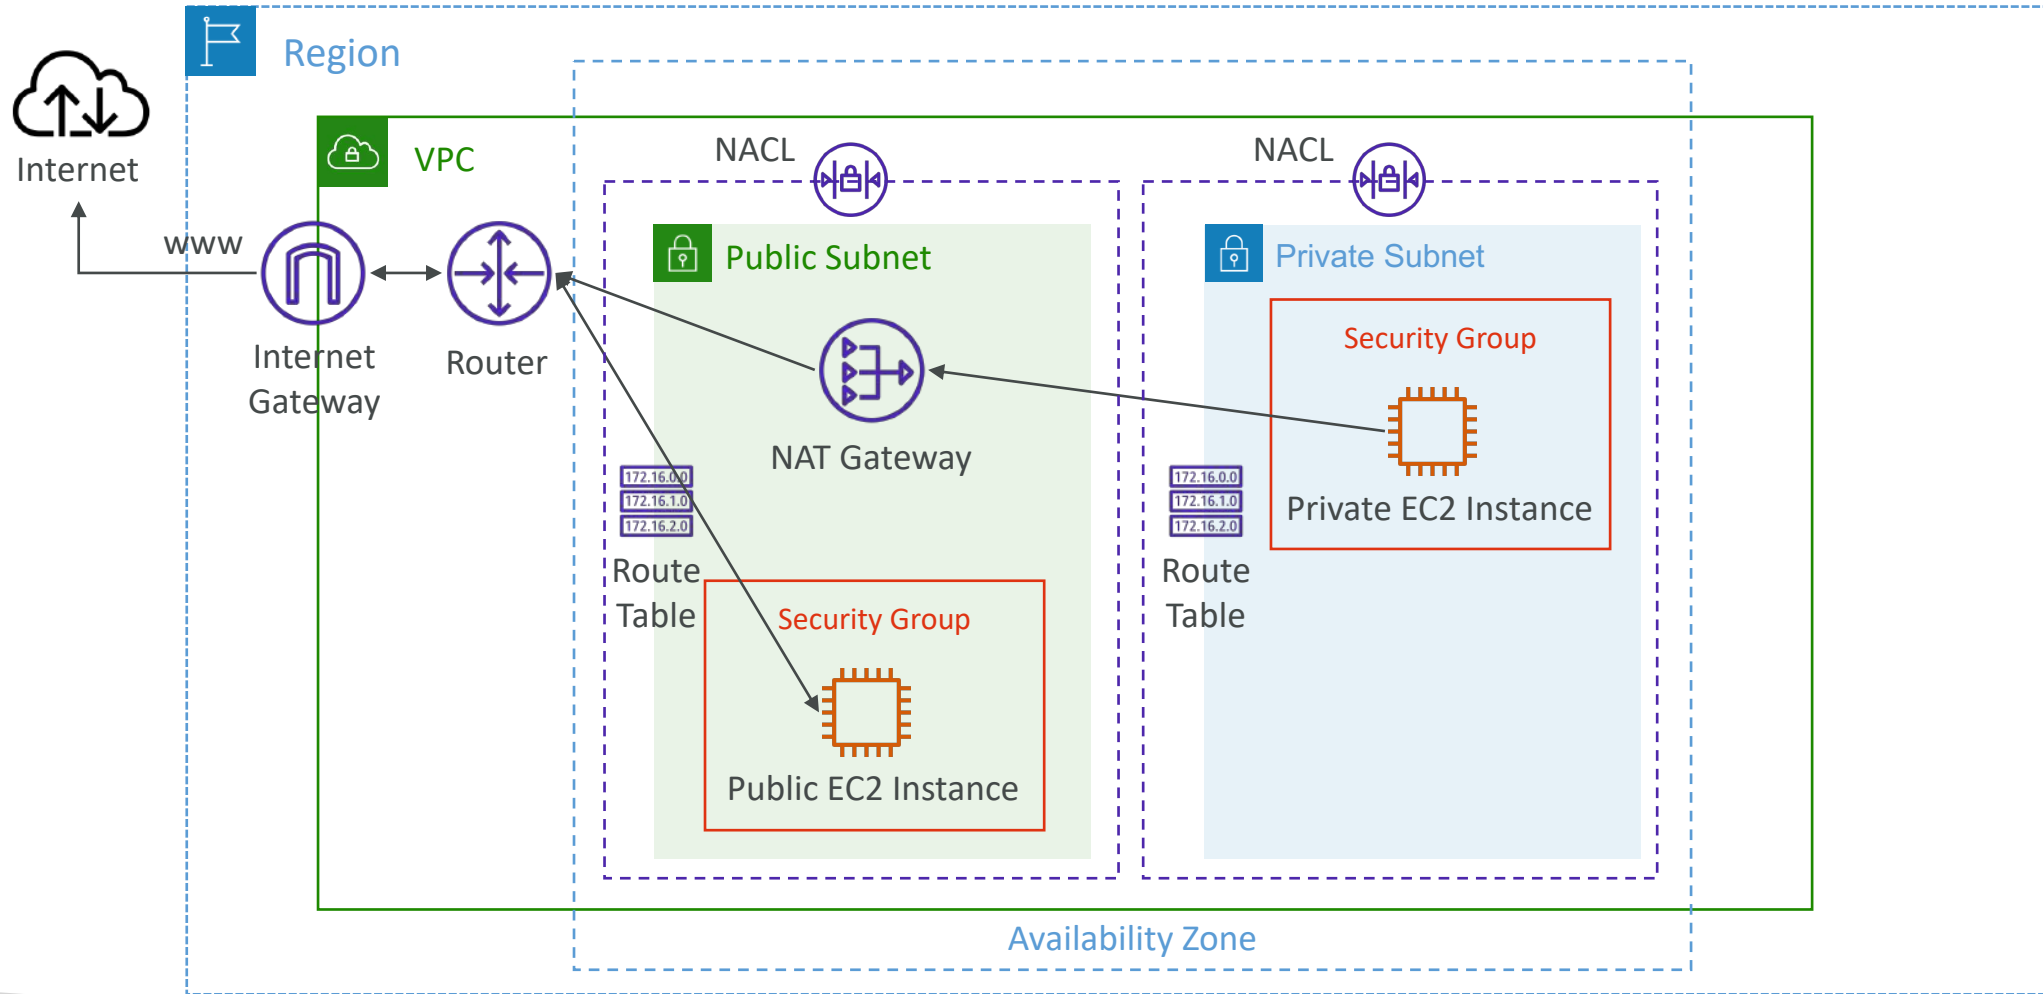 Region
Internet
VPC
NACL
NACL
www
Public Subnet
Private Subnet
Internet
Gateway
Router
Security Group
NAT Gateway
Private EC2 Instance
172.16.0.0
172.16.1.0
172.16.2.0
Route
Table
172.16.0.0
172.16.1.0
172.16.2.0
Route
Table
Security Group
Public EC2 Instance
Availability Zone